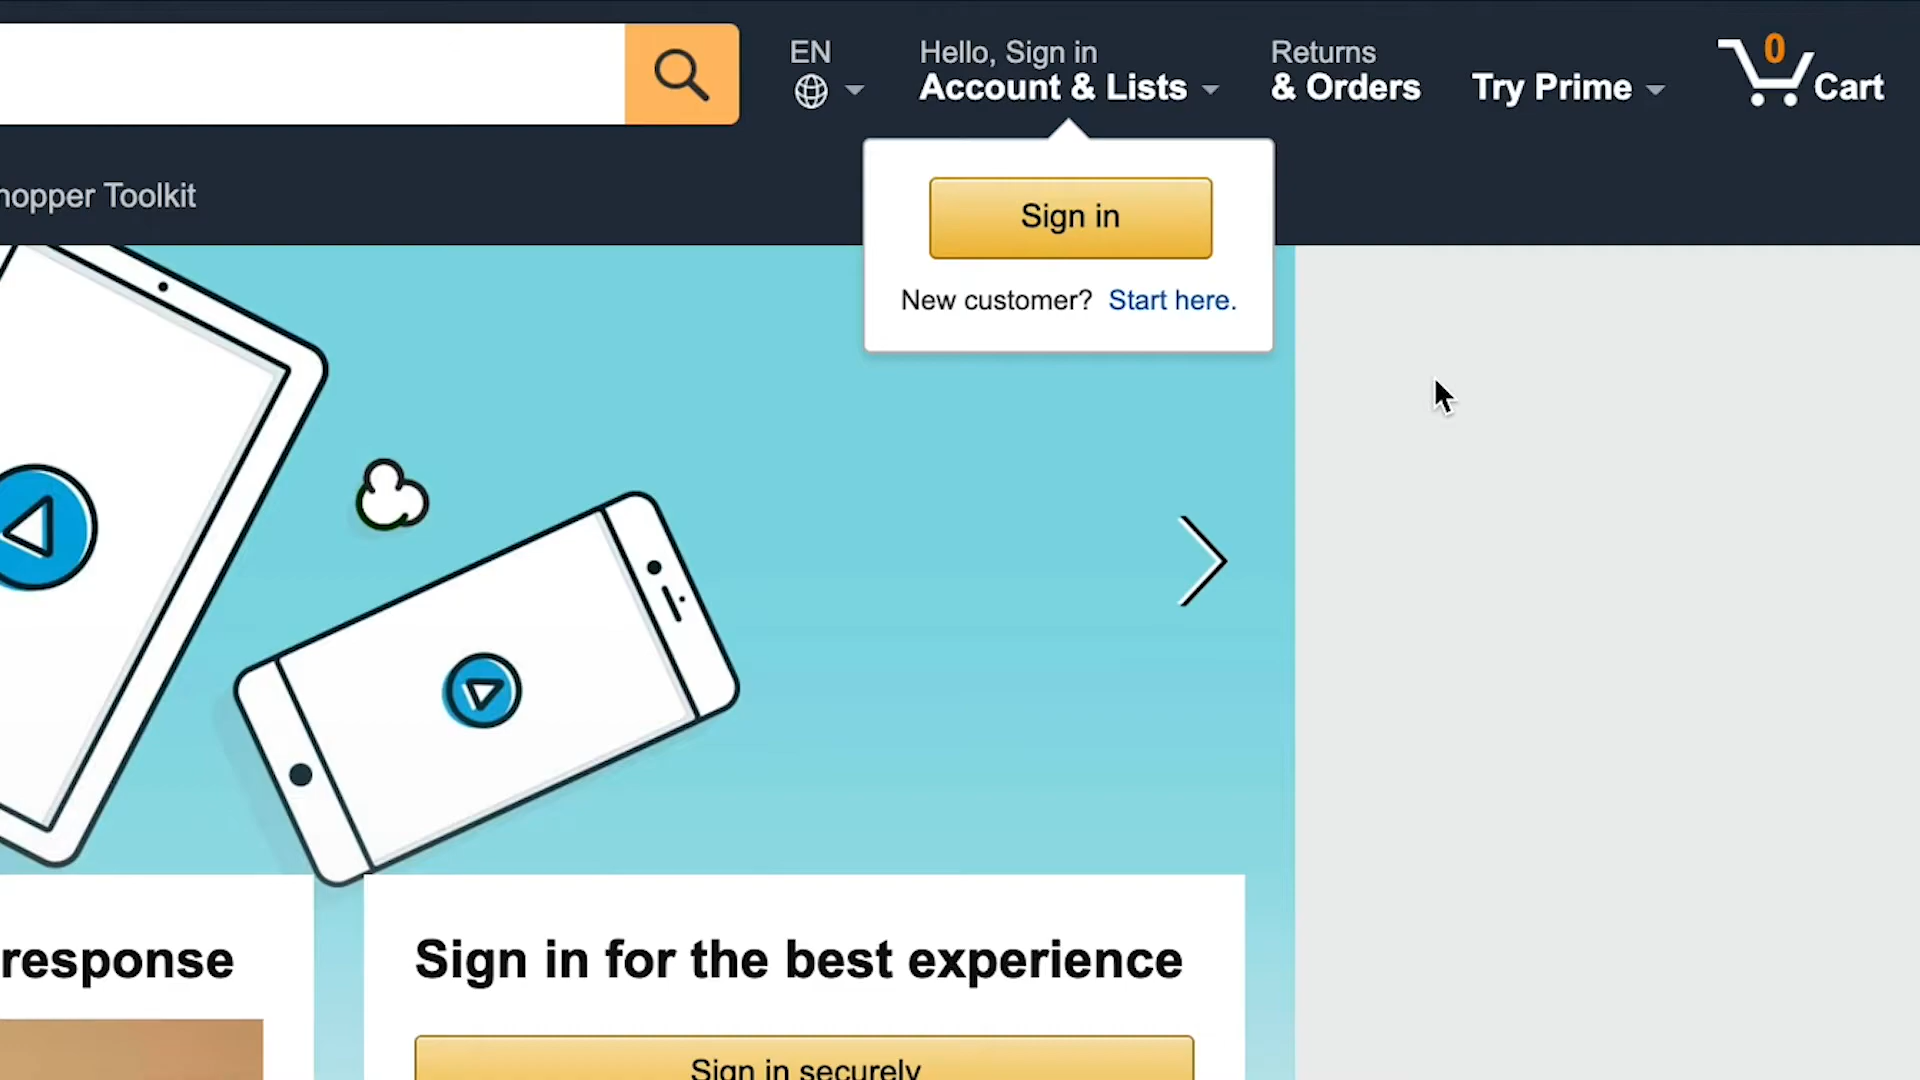 EN
Hello, Sign in
Account & Lists
Returns
& Orders
Try Prime
0
Cart
hopper Toolkit
Sign in
New customer? Start here.
response
Sign in for the best experience
Sign in securely